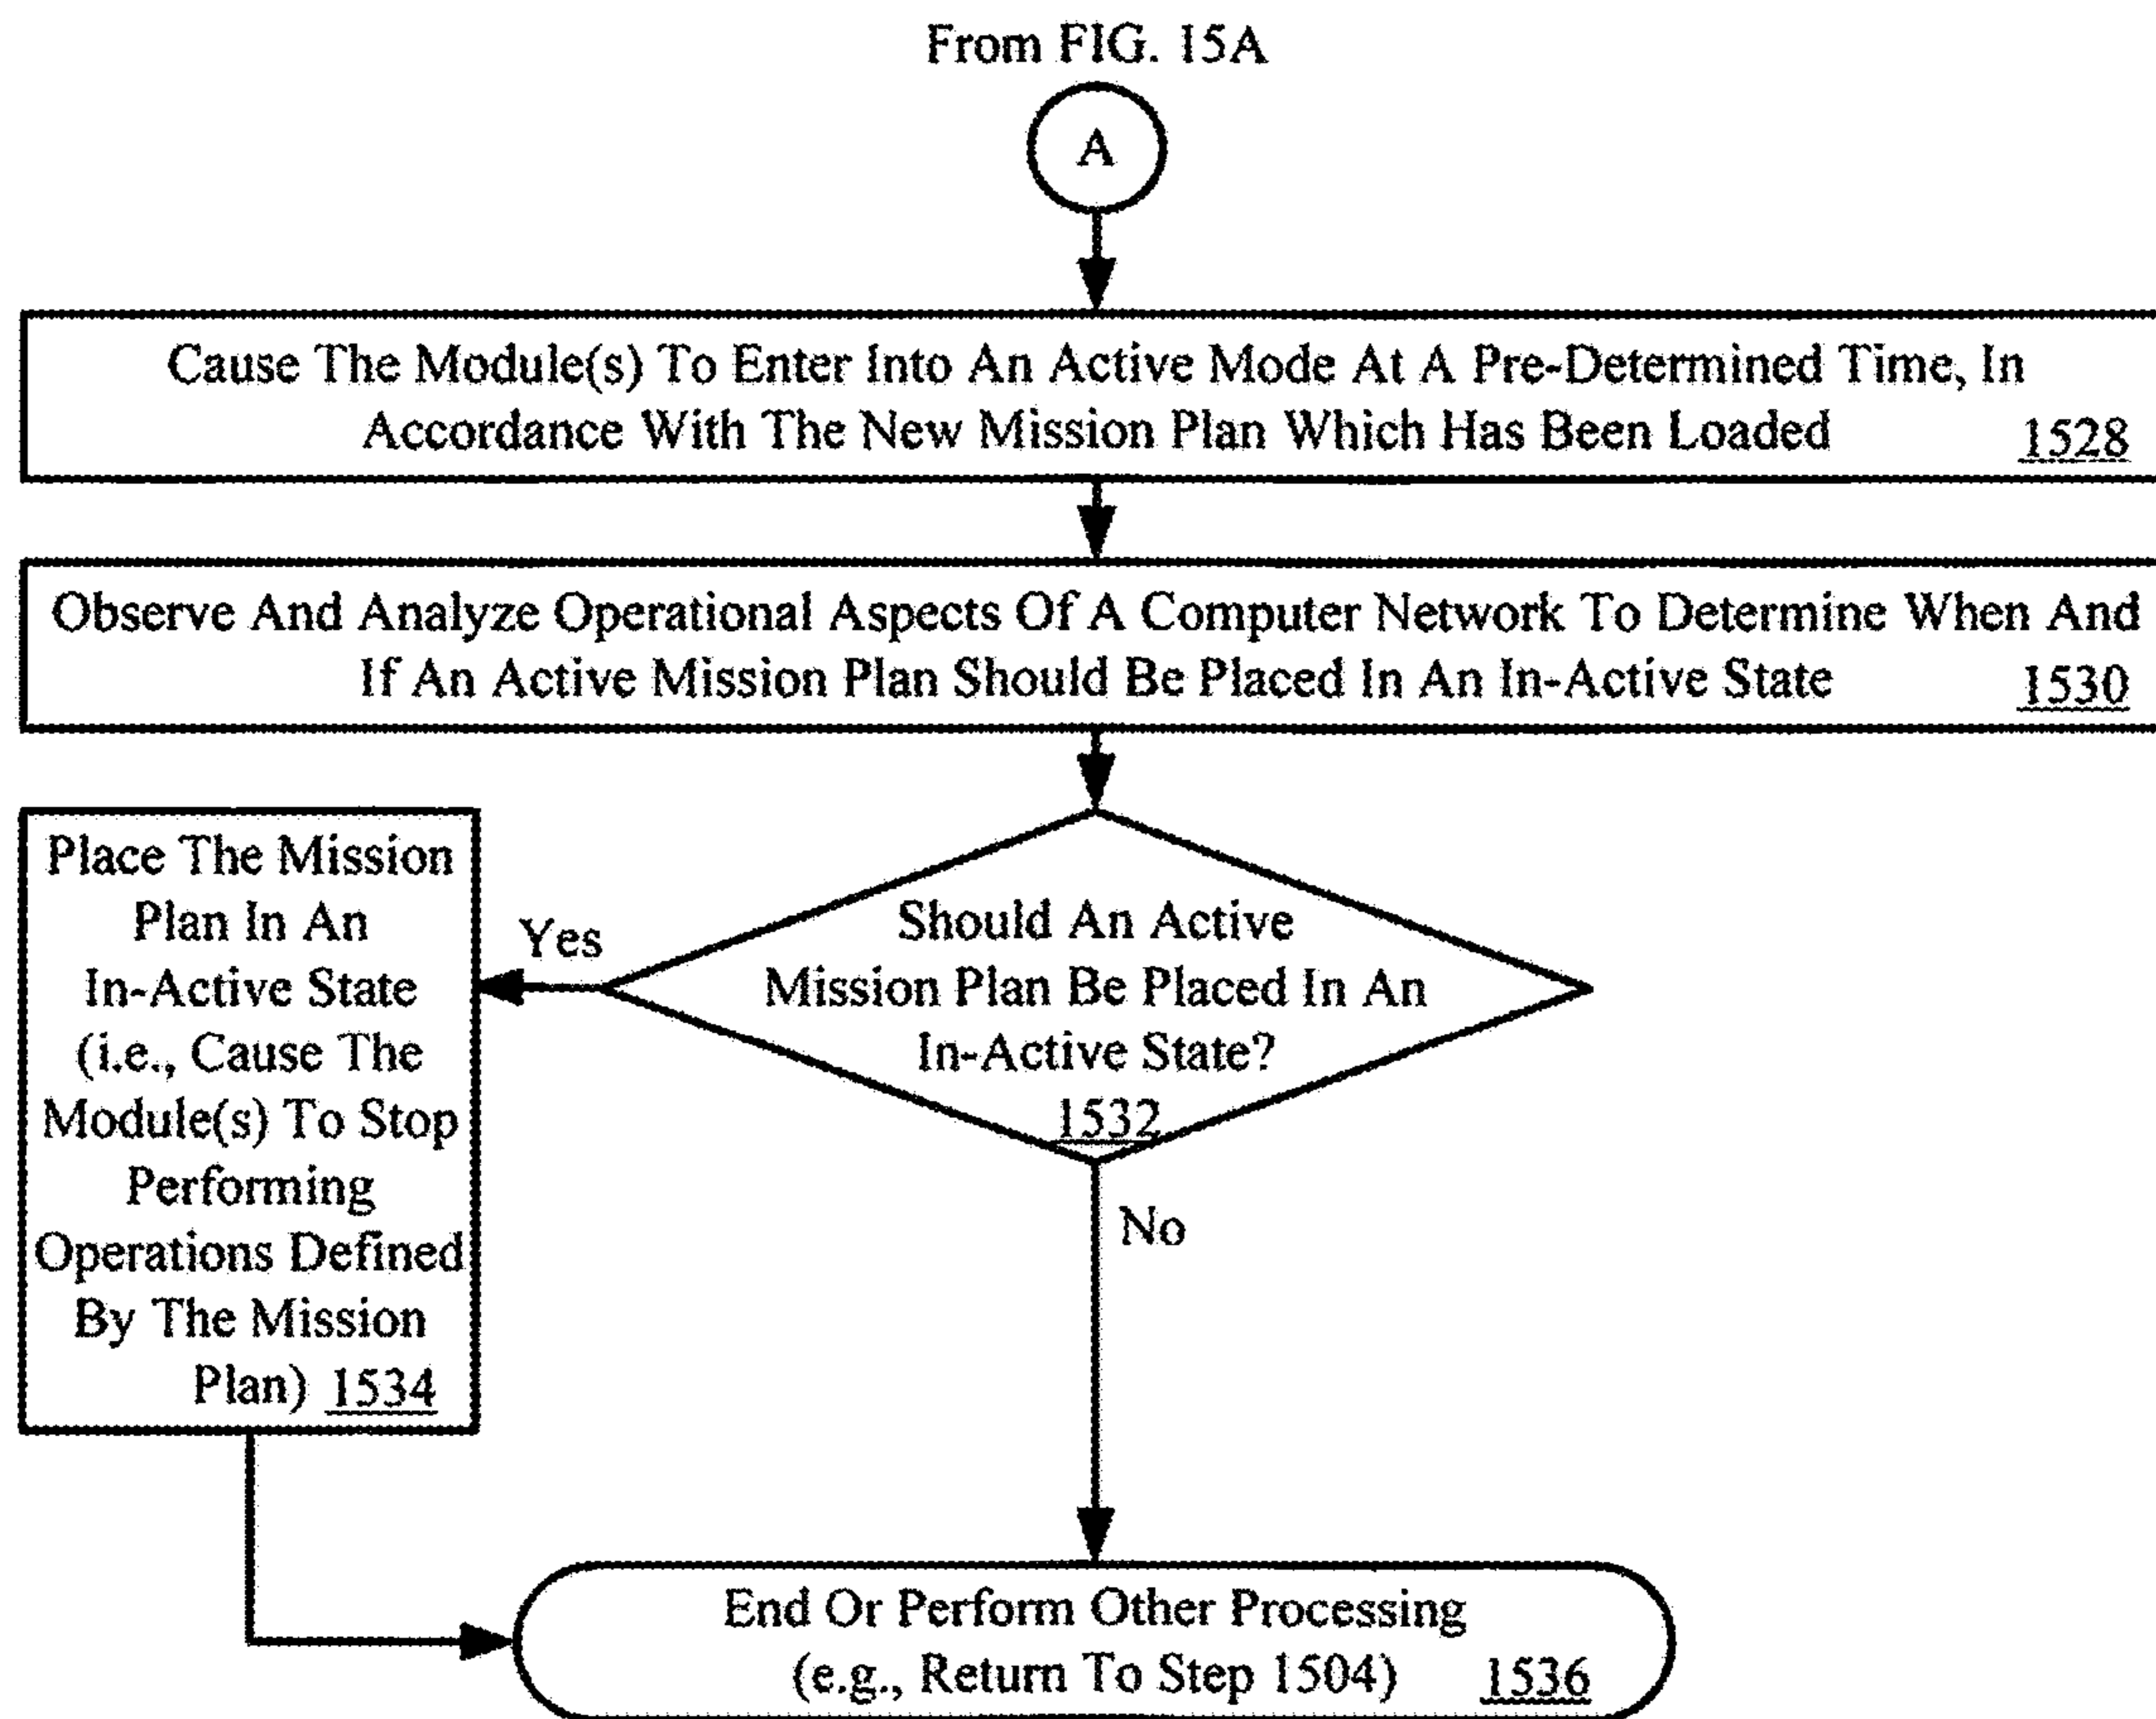 From FIG. 15A
A
Cause The Module(s) To Enter Into An Active Mode At A Pre-Determined Time, In
Accordance With The New Mission Plan Which Has Been Loaded 1528
Observe And Analyze Operational Aspects Of A Computer Network To Determine When And
If An Active Mission Plan Should Be Placed In An In-Active State 1530
Should An Active
Mission Plan Be Placed In An
In-Active State?
1532
Yes
Place The Mission
Plan In An
In-Active State
(i.e., Cause The
Module(s) To Stop
Performing
Operations Defined
By The Mission
Plan) 1534
No
End Or Perform Other Processing
(e.g., Return To Step 1504) 1536